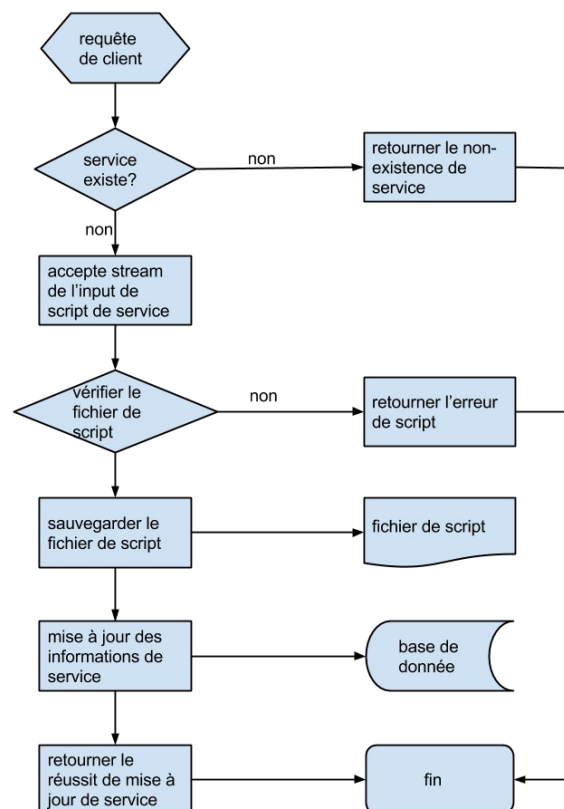 requête
de client
service
existe?
non
retourner le non-
existence de
service
non
accepte stream
de l'input de
script de service
vérifier le
fichier de
script
non
retourner l'erreur
de script
sauvegarder le
fichier de script
fichier de script
mise à jour des
informations de
service
base de
donnée
retourner le
réussit de mise à
jour de service
fin